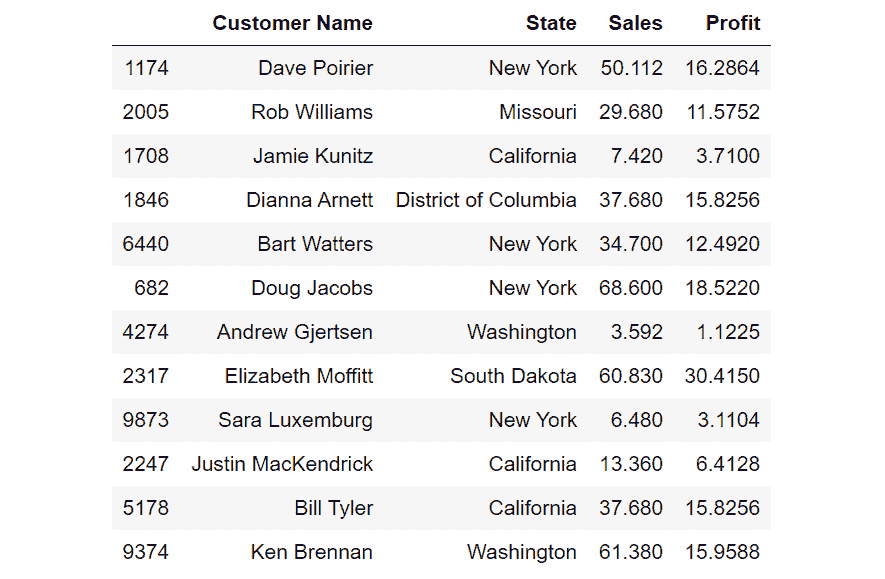 Customer Name State Sales Profit
1174 Dave Poirier New York 50.112 16.2864
2005 Rob Williams Missouri 29.680 11.5752
1708 Jamie Kunitz California 7.420 3.7100
1846 Dianna Arnett District of Columbia 37.680 15.8256
6440 Bart Watters New York 34.700 12.4920
682 Doug Jacobs New York 68.600 18.5220
4274 Andrew Gjertsen Washington 3.592 1.1225
2317 Elizabeth Moffitt South Dakota 60.830 30.4150
9873 Sara Luxemburg New York 6.480 3.1104
2247 Justin MacKendrick California 13.360 6.4128
5178 Bill Tyler California 37.680 15.8256
9374 Ken Brennan Washington 61.380 15.9588